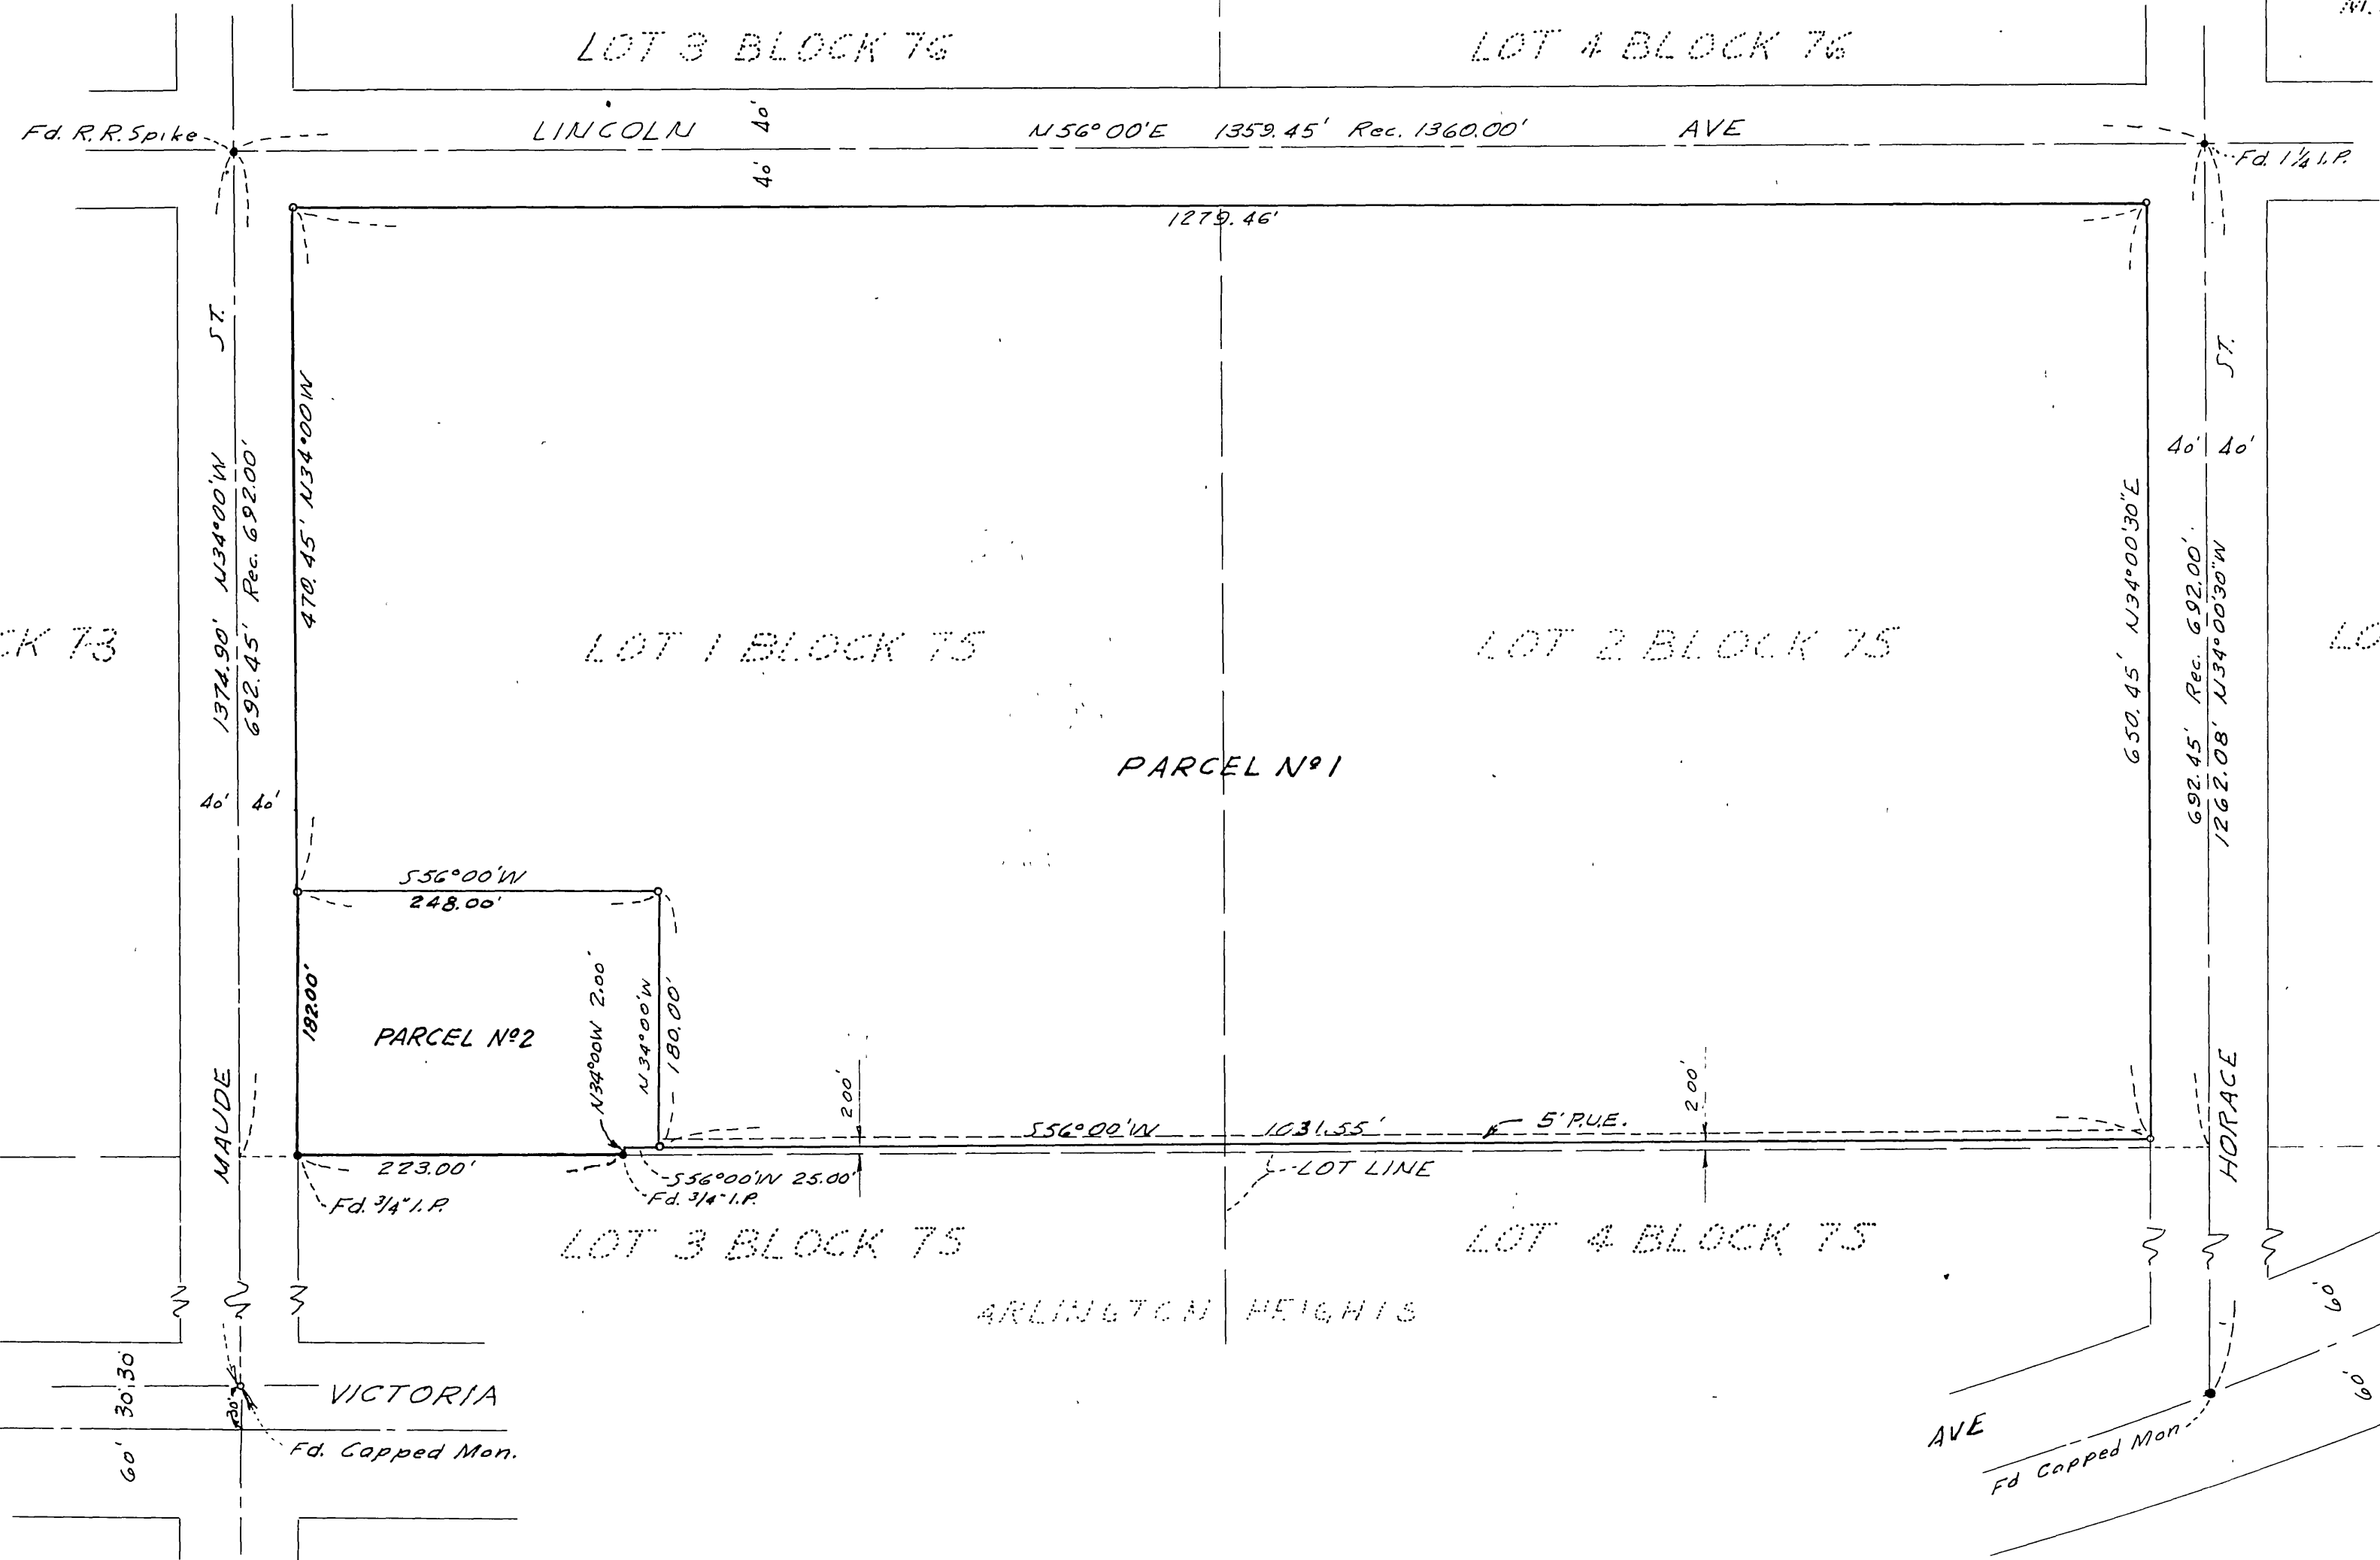 M.
LOT 3 BLOCK 76
LOT 4 BLOCK 76
Fd. R.R. Spike
LINCOLN
40'
40'
N56°00'E 1359.45' Rec. 1360.00'
AVE
Fd. 1 1/4 I.P.
1279.46'
ST.
ST.
470.45' N34°00'W
1374.90' N34°00'W
692.45' Rec. 692.00'
40' 40'
650.45' N34°00'30"E
692.45' Rec. 692.00'
1262.08' N34°00'30"W
CK 73
LOT 1 BLOCK 75
LOT 2 BLOCK 75
LO
PARCEL Nº1
40' 40'
S56°00'W
248.00'
182.00'
PARCEL Nº2
N34°00W 2.00'
N34°00'W
180.00'
2.00'
2.00'
MAUDE
HORACE
S56°00'W 1031.55'
5' P.U.E.
223.00'
S56°00'W 25.00'
LOT LINE
Fd. 3/4" I.P.
Fd. 3/4" I.P.
LOT 3 BLOCK 75
LOT 4 BLOCK 75
ARLINGTON HEIGHTS
60'
60'
30' 30'
30'
60'
VICTORIA
Fd. Capped Mon.
AVE
Fd Capped Mon